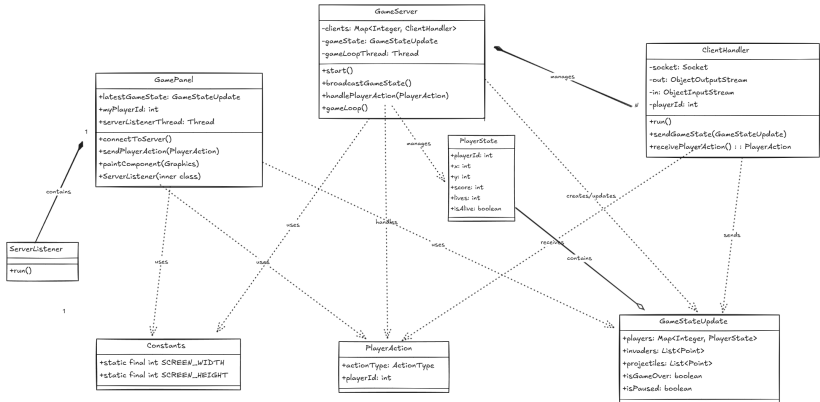 GameServer
-clients: Map<Integer, ClientHandler>
-gameState: GameStateUpdate
-gameLoopThread: Thread
+start()
+broadcastGameState()
+handlePlayerAction(PlayerAction)
+gameLoop()
ClientHandler
-socket: Socket
-out: ObjectOutputStream
-in: ObjectInputStream
-playerId: int
+run()
+sendGameState(GameStateUpdate)
+receivePlayerAction() : : PlayerAction
manages
GamePanel
+latestGameState: GameStateUpdate
+myPlayerId: int
+serverListenerThread: Thread
+connectToServer()
+sendPlayerAction(PlayerAction)
+paintComponent(Graphics)
+ServerListener(inner class)
1
contains
manages
PlayerState
+playerId: int
+x: int
+y: int
+score: int
+lives: int
+isAlive: boolean
creates/updates
uses
handles
uses
receives
sends
contains
ServerListener
+run()
uses
uses
1
Constants
+static final int SCREEN_WIDTH
+static final int SCREEN_HEIGHT
PlayerAction
+actionType: ActionType
+playerId: int
GameStateUpdate
+players: Map<Integer, PlayerState>
+invaders: List<Point>
+projectiles: List<Point>
+isGameOver: boolean
+isPaused: boolean